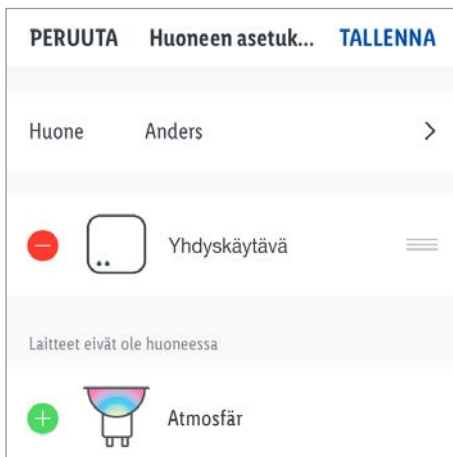 PERUUTA Huoneen asetuk... TALLENNA
Huone Anders
Yhdyskäytävä
Laitteet eivät ole huoneessa
Atmosfär